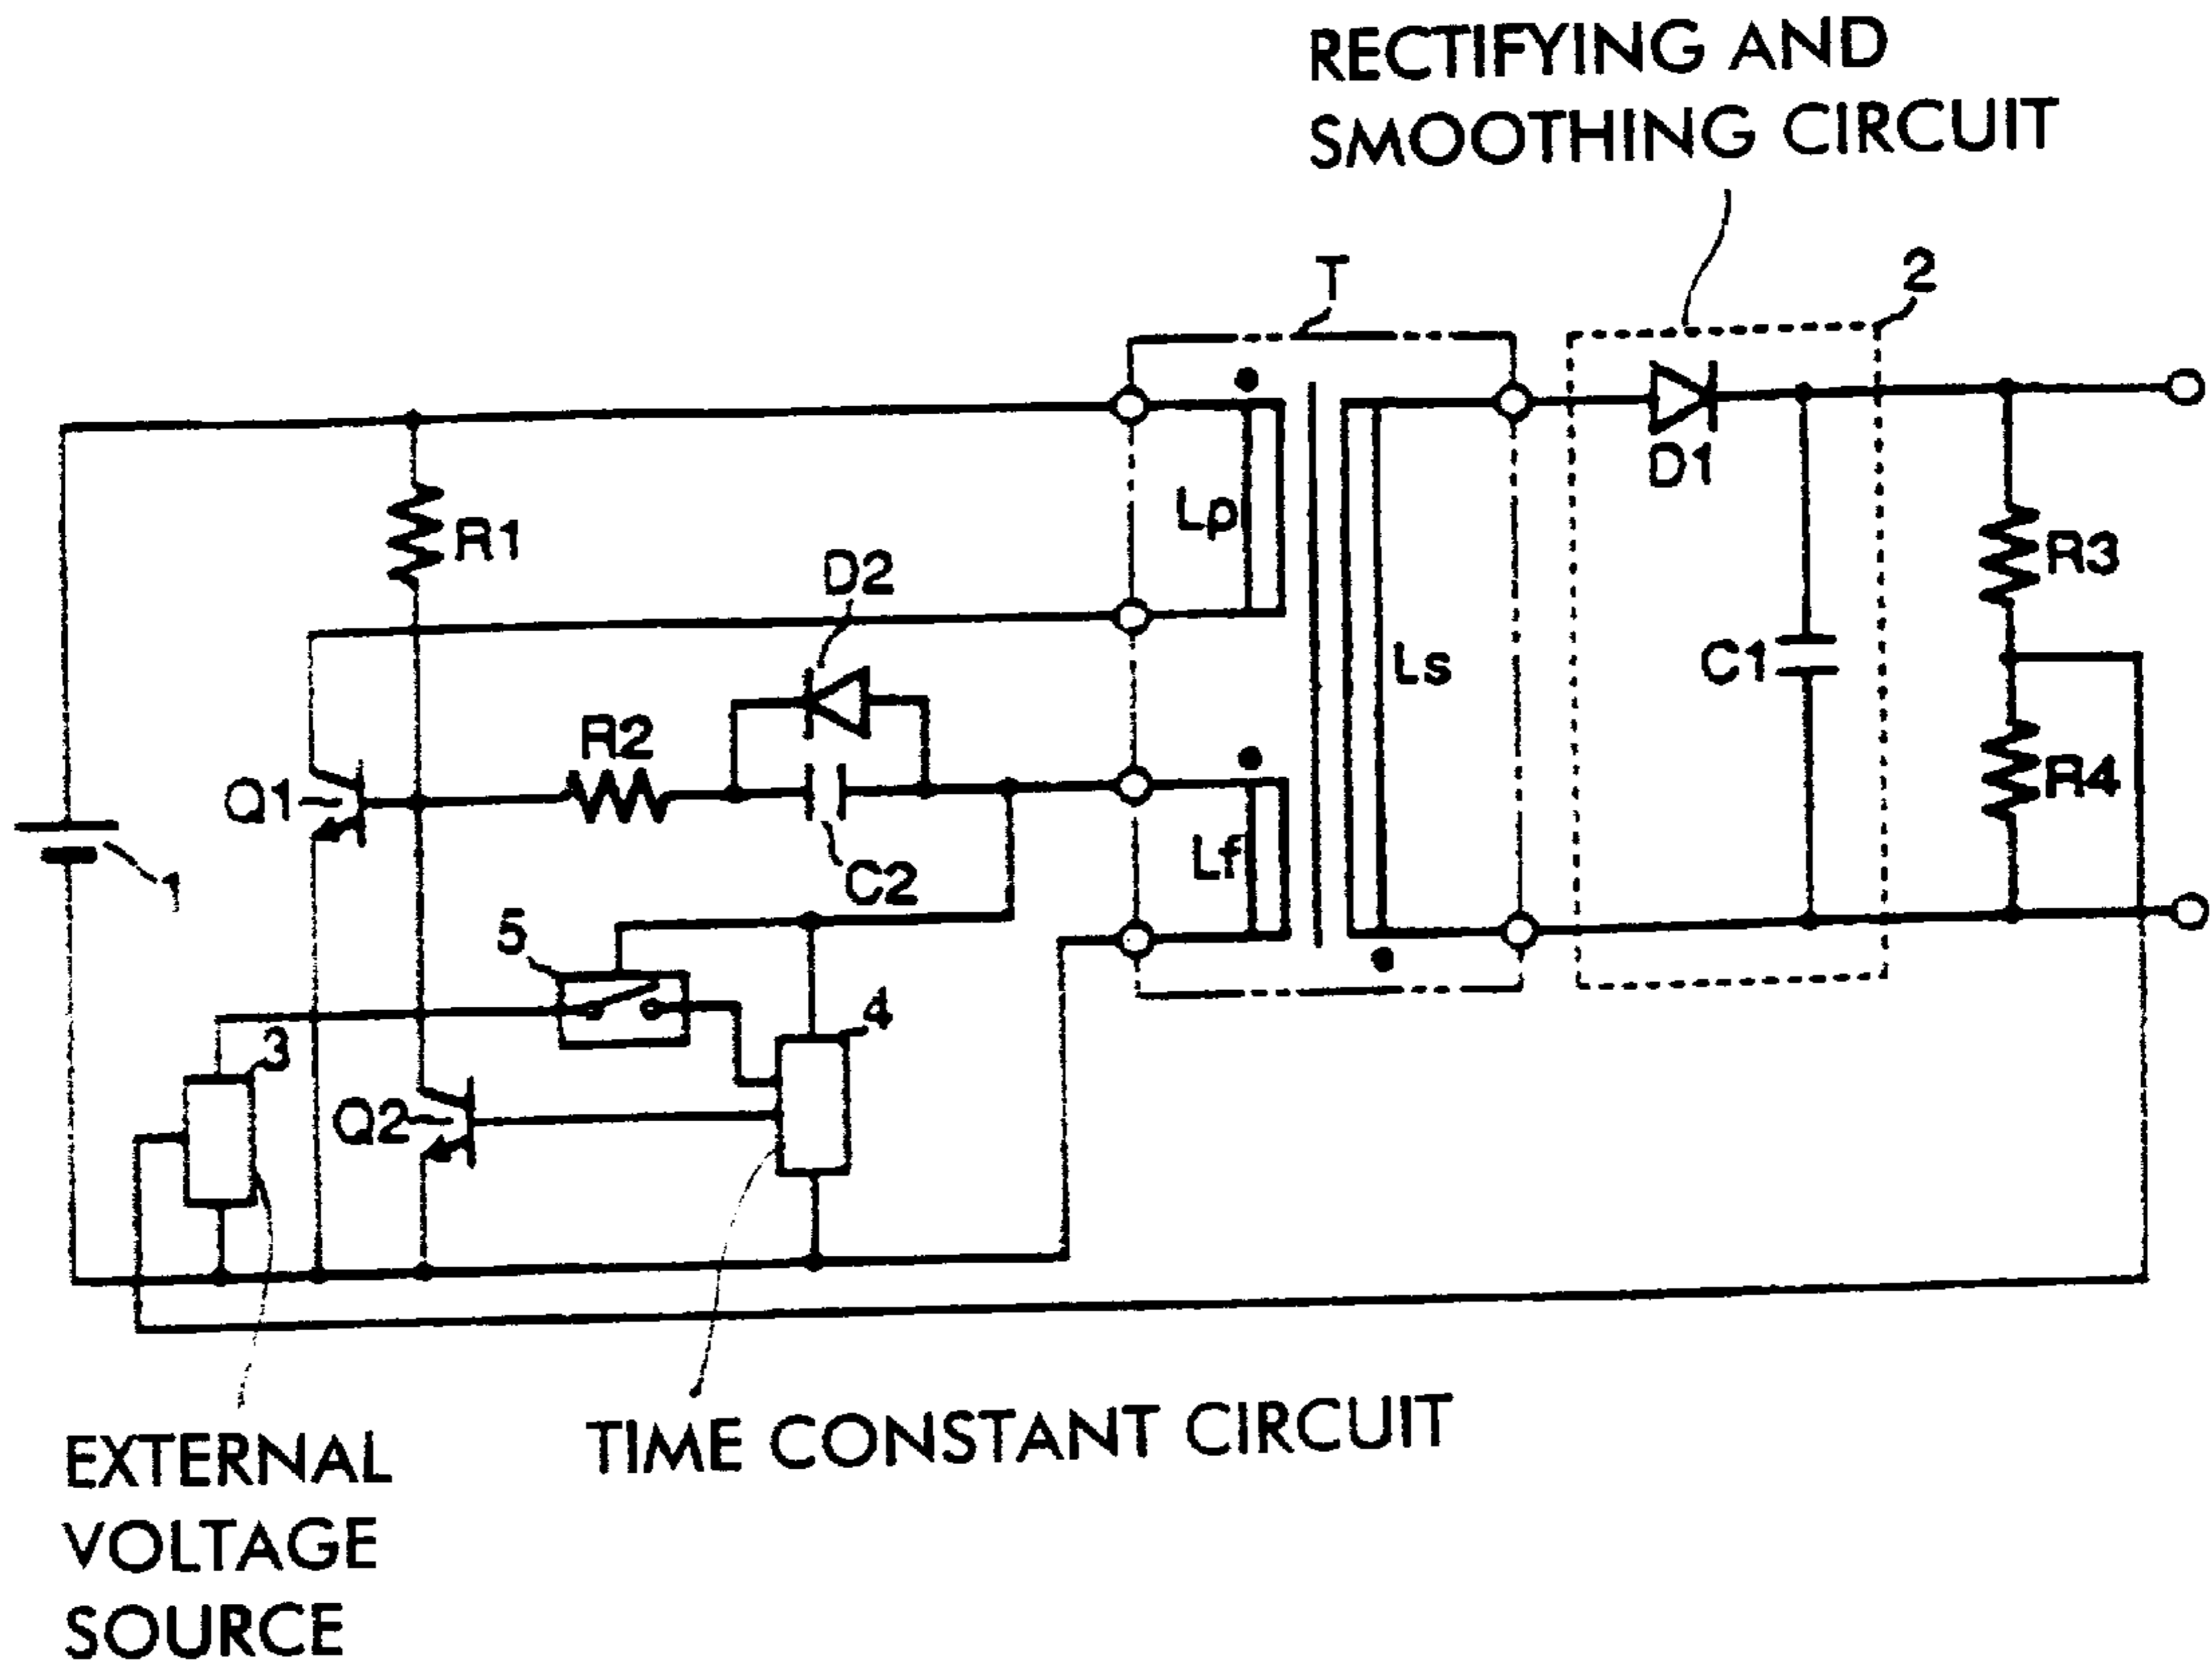 RECTIFYING AND
SMOOTHING CIRCUIT
T
2
D1
Lp
R1
R3
D2
Ls
C1
R2
R4
Q1
Lf
1
C2
5
4
3
Q2
TIME CONSTANT CIRCUIT
EXTERNAL
VOLTAGE
SOURCE